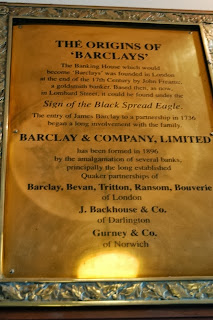 THE ORIGINS OF
'BARCLAYS'
The Banking House which would
become 'Barclays' was founded in London
at the end of the 17th Century by John Freame,
a goldsmith banker. Based then, as now,
in Lombard Street, it could be found under the
Sign of the Black Spread Eagle.
The entry of James Barclay to a partnership in 1736
began a long involvement with the family.
BARCLAY & COMPANY, LIMITED
has been formed in 1896
by the amalgamation of several banks,
principally the long established
Quaker partnerships of
Barclay, Bevan, Tritton, Ransom, Bouverie
of London
J. Backhouse & Co.
of Darlington
Gurney & Co.
of Norwich